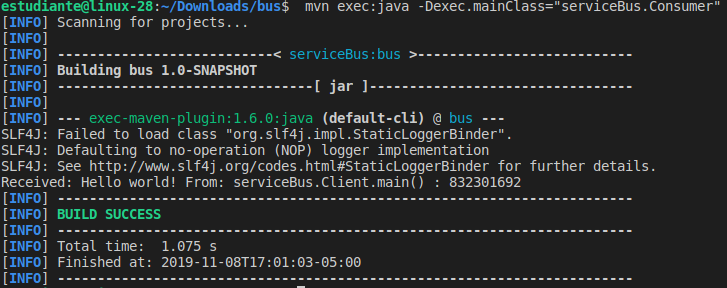 estudiante@linux-28:~/Downloads/bus$  mvn exec:java -Dexec.mainClass="serviceBus.Consumer"
[INFO] Scanning for projects...
[INFO]
[INFO] ---------------------------< serviceBus:bus >---------------------------
[INFO] Building bus 1.0-SNAPSHOT
[INFO] --------------------------------[ jar ]---------------------------------
[INFO]
[INFO] --- exec-maven-plugin:1.6.0:java (default-cli) @ bus ---
SLF4J: Failed to load class "org.slf4j.impl.StaticLoggerBinder".
SLF4J: Defaulting to no-operation (NOP) logger implementation
SLF4J: See http://www.slf4j.org/codes.html#StaticLoggerBinder for further details.
Received: Hello world! From: serviceBus.Client.main() : 832301692
[INFO] ------------------------------------------------------------------------
[INFO] BUILD SUCCESS
[INFO] ------------------------------------------------------------------------
[INFO] Total time:  1.075 s
[INFO] Finished at: 2019-11-08T17:01:03-05:00
[INFO] ------------------------------------------------------------------------